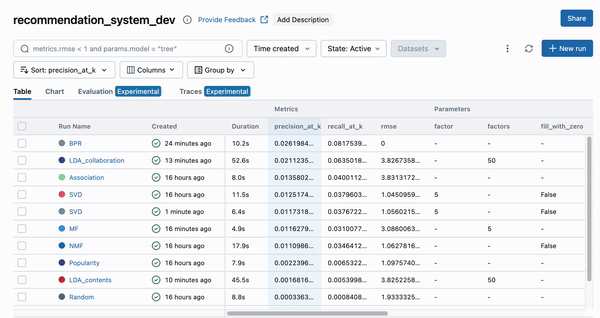 recommendation_system_dev Provide Feedback Add Description Share
metrics.rmse < 1 and params.model = "tree" Time created State: Active Datasets New run
Sort: precision_at_k Columns Group by
Table Chart Evaluation Experimental Traces Experimental
Metrics Parameters
Run Name Created Duration precision_at_k recall_at_k rmse factor factors fill_with_zero
BPR 24 minutes ago 10.2s 0.0261984... 0.0817539... 0 - - -
LDA_collaboration 13 minutes ago 52.6s 0.0211235... 0.0635018... 3.8267358... - 50 -
Association 16 hours ago 8.0s 0.0135802... 0.0400112... 3.8313172... - - -
SVD 16 hours ago 11.5s 0.0125174... 0.0379603... 1.0450959... 5 - False
SVD 1 minute ago 6.4s 0.0117318... 0.0376722... 1.0560215... 5 - False
MF 16 minutes ago 4.9s 0.0116279... 0.0310077... 3.0860063... - 5 -
NMF 16 hours ago 17.9s 0.0110986... 0.0346412... 1.0627816... - - False
Popularity 16 hours ago 7.9s 0.0022396... 0.0065322... 1.0975740... - - -
LDA_contents 10 minutes ago 45.5s 0.0016816... 0.0053998... 3.8252258... - 50 -
Random 16 hours ago 8.8s 0.0003363... 0.0008408... 1.9333325... - - -